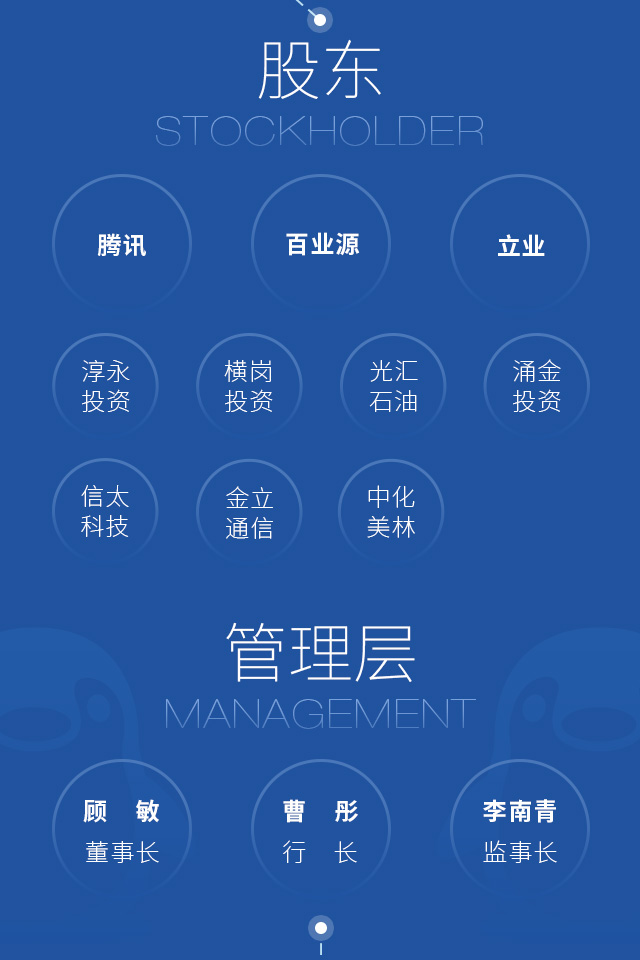 股东
STOCKHOLDER
腾讯
百业源
立业
淳永
投资
横岗
投资
光汇
石油
涌金
投资
信太
科技
金立
通信
中化
美林
管理层
MANAGEMENT
顾 敏
董事长
曹 彤
行 长
李南青
监事长